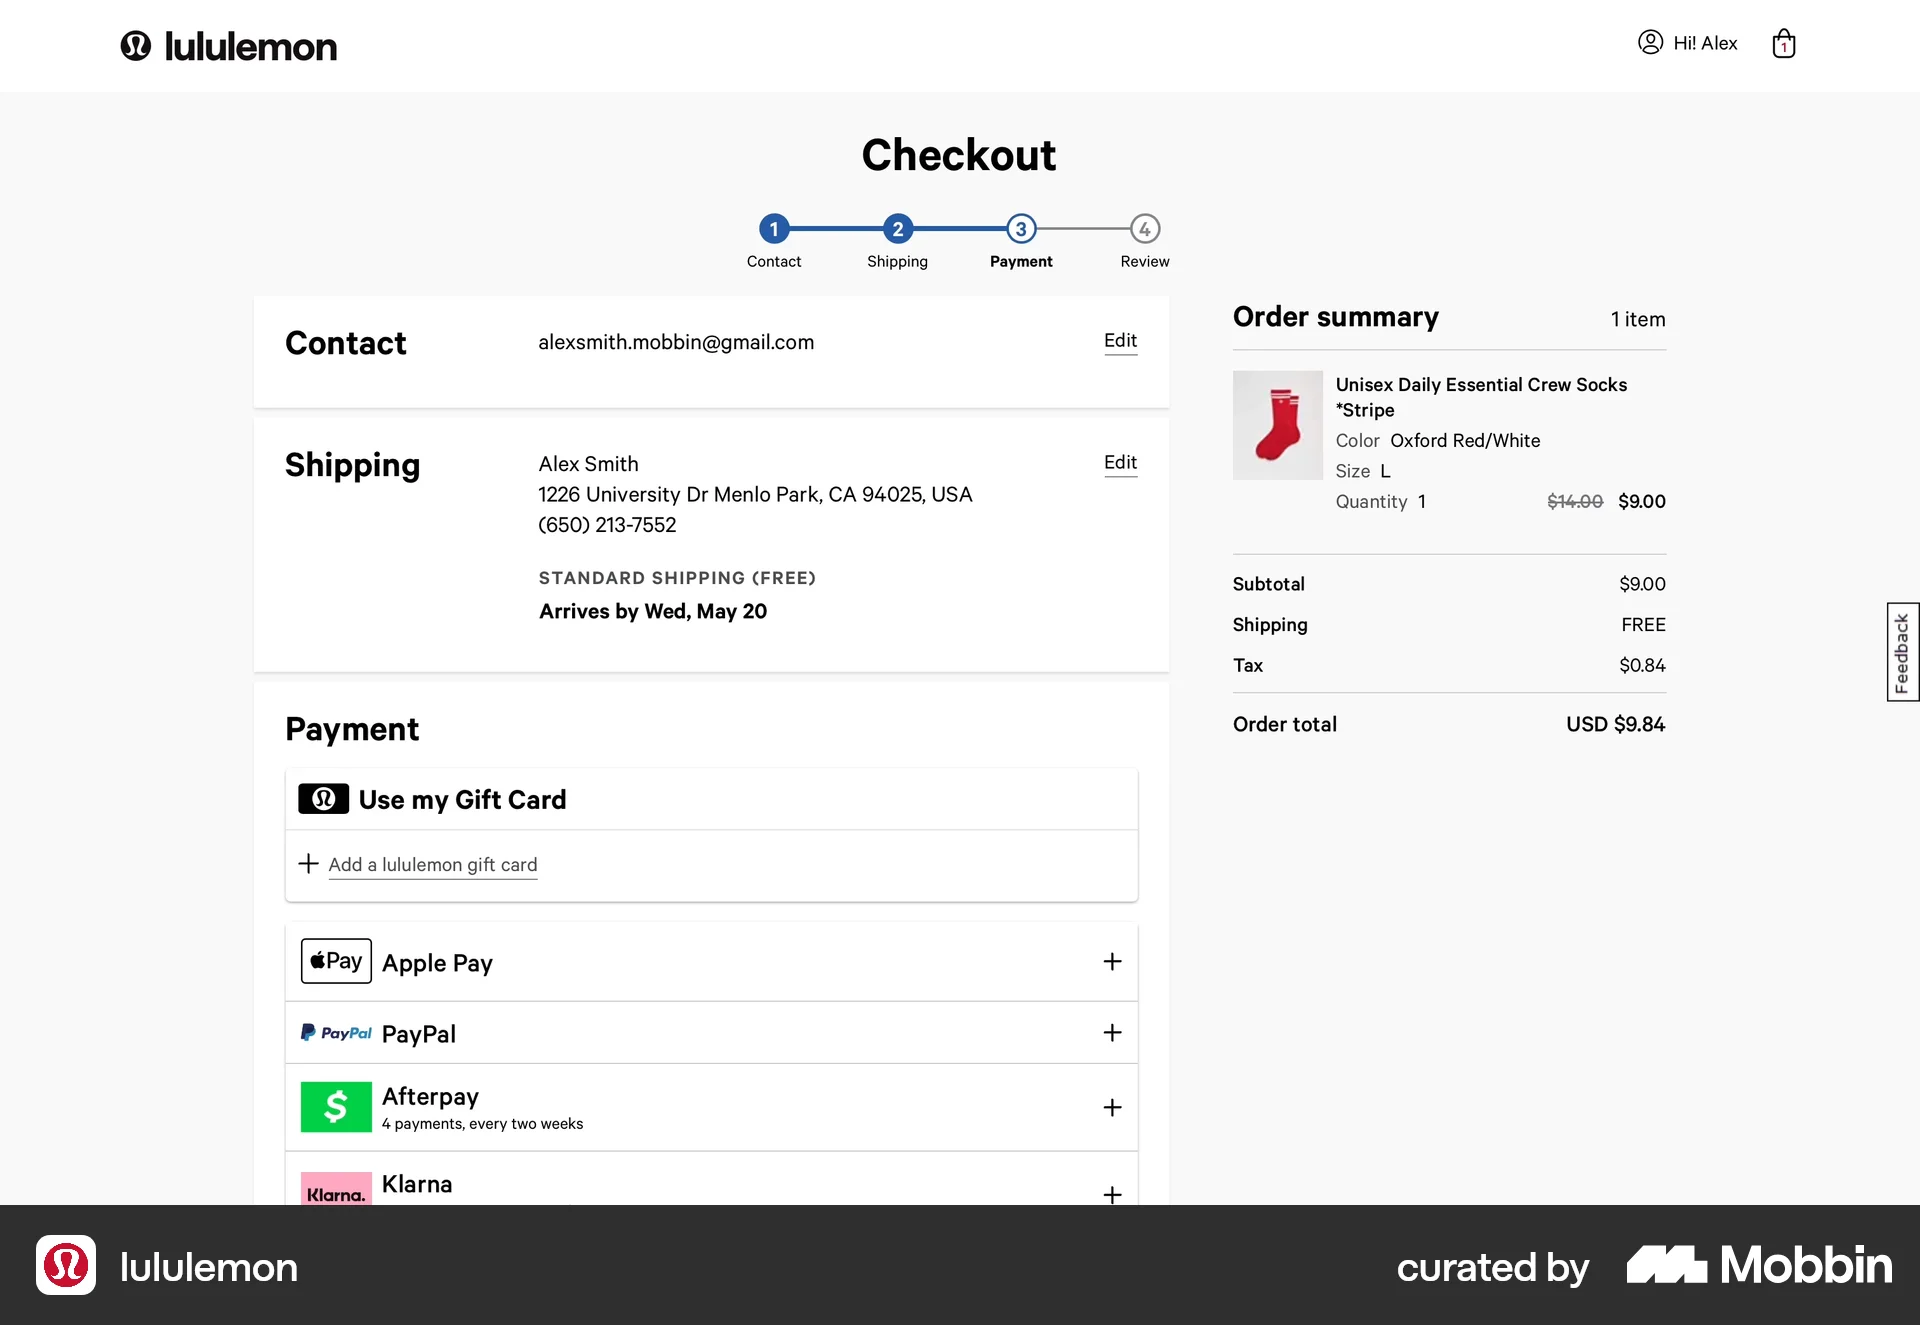 lululemon
Hi! Alex
1
Checkout
1 2 3 4
Contact Shipping Payment Review
Contact
alexsmith.mobbin@gmail.com
Edit
Shipping
Alex Smith
1226 University Dr Menlo Park, CA 94025, USA
(650) 213-7552
Edit
STANDARD SHIPPING (FREE)
Arrives by Wed, May 20
Payment
Use my Gift Card
Add a lululemon gift card
Pay Apple Pay
PayPal PayPal
$ Afterpay
4 payments, every two weeks
Klarna. Klarna
Order summary
1 item
Unisex Daily Essential Crew Socks
*Stripe
Color Oxford Red/White
Size L
Quantity 1 $14.00 $9.00
Subtotal $9.00
Shipping FREE
Tax $0.84
Order total USD $9.84
Feedback
lululemon
curated by Mobbin